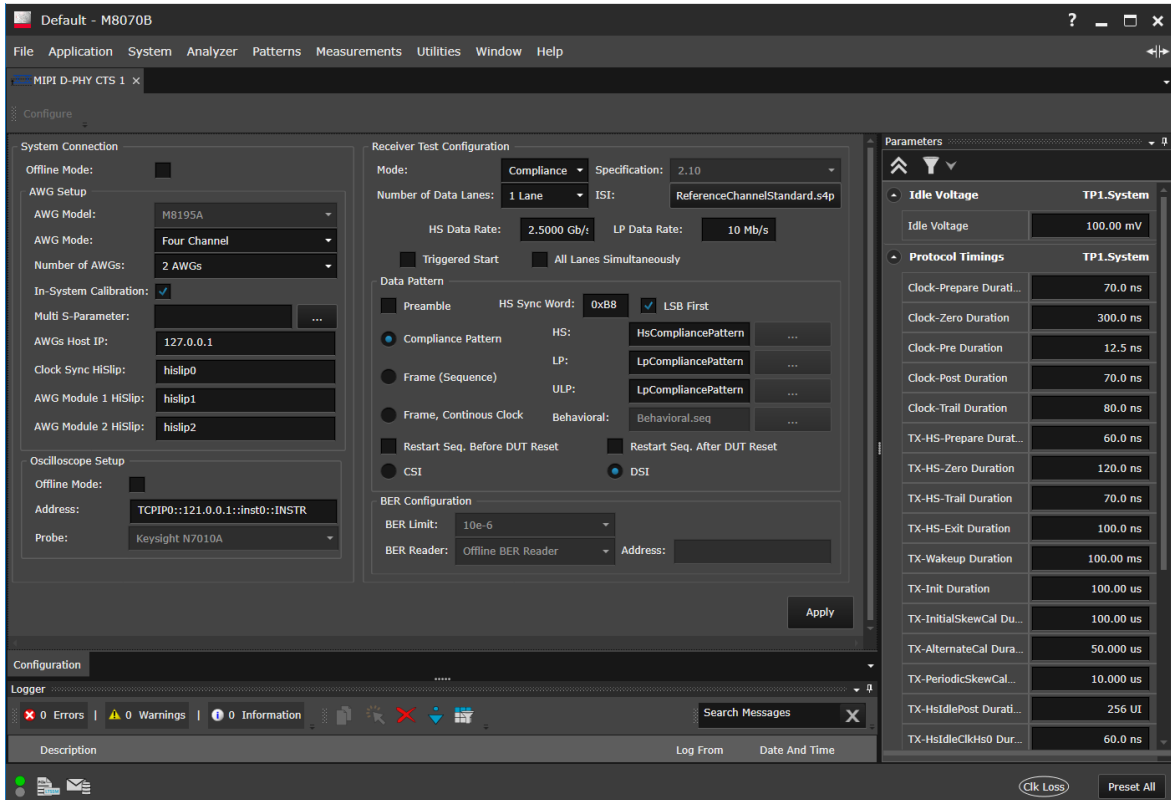 Default - M8070B
?
File Application System Analyzer Patterns Measurements Utilities Window Help
MIPI D-PHY CTS 1
Configure
System Connection
Offline Mode:
AWG Setup
AWG Model: M8195A
AWG Mode: Four Channel
Number of AWGs: 2 AWGs
In-System Calibration:
Multi S-Parameter: ...
AWGs Host IP: 127.0.0.1
Clock Sync HiSlip: hislip0
AWG Module 1 HiSlip: hislip1
AWG Module 2 HiSlip: hislip2
Oscilloscope Setup
Offline Mode:
Address: TCPIP0::121.0.0.1::inst0::INSTR
Probe: Keysight N7010A
Receiver Test Configuration
Mode: Compliance Specification: 2.10
Number of Data Lanes: 1 Lane ISI: ReferenceChannelStandard.s4p
HS Data Rate: 2.5000 Gb/s LP Data Rate: 10 Mb/s
Triggered Start All Lanes Simultaneously
Data Pattern
Preamble HS Sync Word: 0xB8 LSB First
Compliance Pattern HS: HsCompliancePattern ...
LP: LpCompliancePattern ...
Frame (Sequence)
ULP: LpCompliancePattern ...
Frame, Continous Clock Behavioral: Behavioral.seq ...
Restart Seq. Before DUT Reset Restart Seq. After DUT Reset
CSI DSI
BER Configuration
BER Limit: 10e-6
BER Reader: Offline BER Reader Address:
Apply
Configuration
Parameters
Idle Voltage TP1.System
Idle Voltage 100.00 mV
Protocol Timings TP1.System
Clock-Prepare Durati... 70.0 ns
Clock-Zero Duration 300.0 ns
Clock-Pre Duration 12.5 ns
Clock-Post Duration 70.0 ns
Clock-Trail Duration 80.0 ns
TX-HS-Prepare Durat... 60.0 ns
TX-HS-Zero Duration 120.0 ns
TX-HS-Trail Duration 70.0 ns
TX-HS-Exit Duration 100.0 ns
TX-Wakeup Duration 100.00 ms
TX-Init Duration 100.00 us
TX-InitialSkewCal Du... 100.00 us
TX-AlternateCal Dura... 50.000 us
TX-PeriodicSkewCal... 10.000 us
TX-HsIdlePost Durati... 256 UI
TX-HsIdleClkHs0 Dur... 60.0 ns
Logger
0 Errors | 0 Warnings | 0 Information Search Messages X
Description Log From Date And Time
Clk Loss Preset All